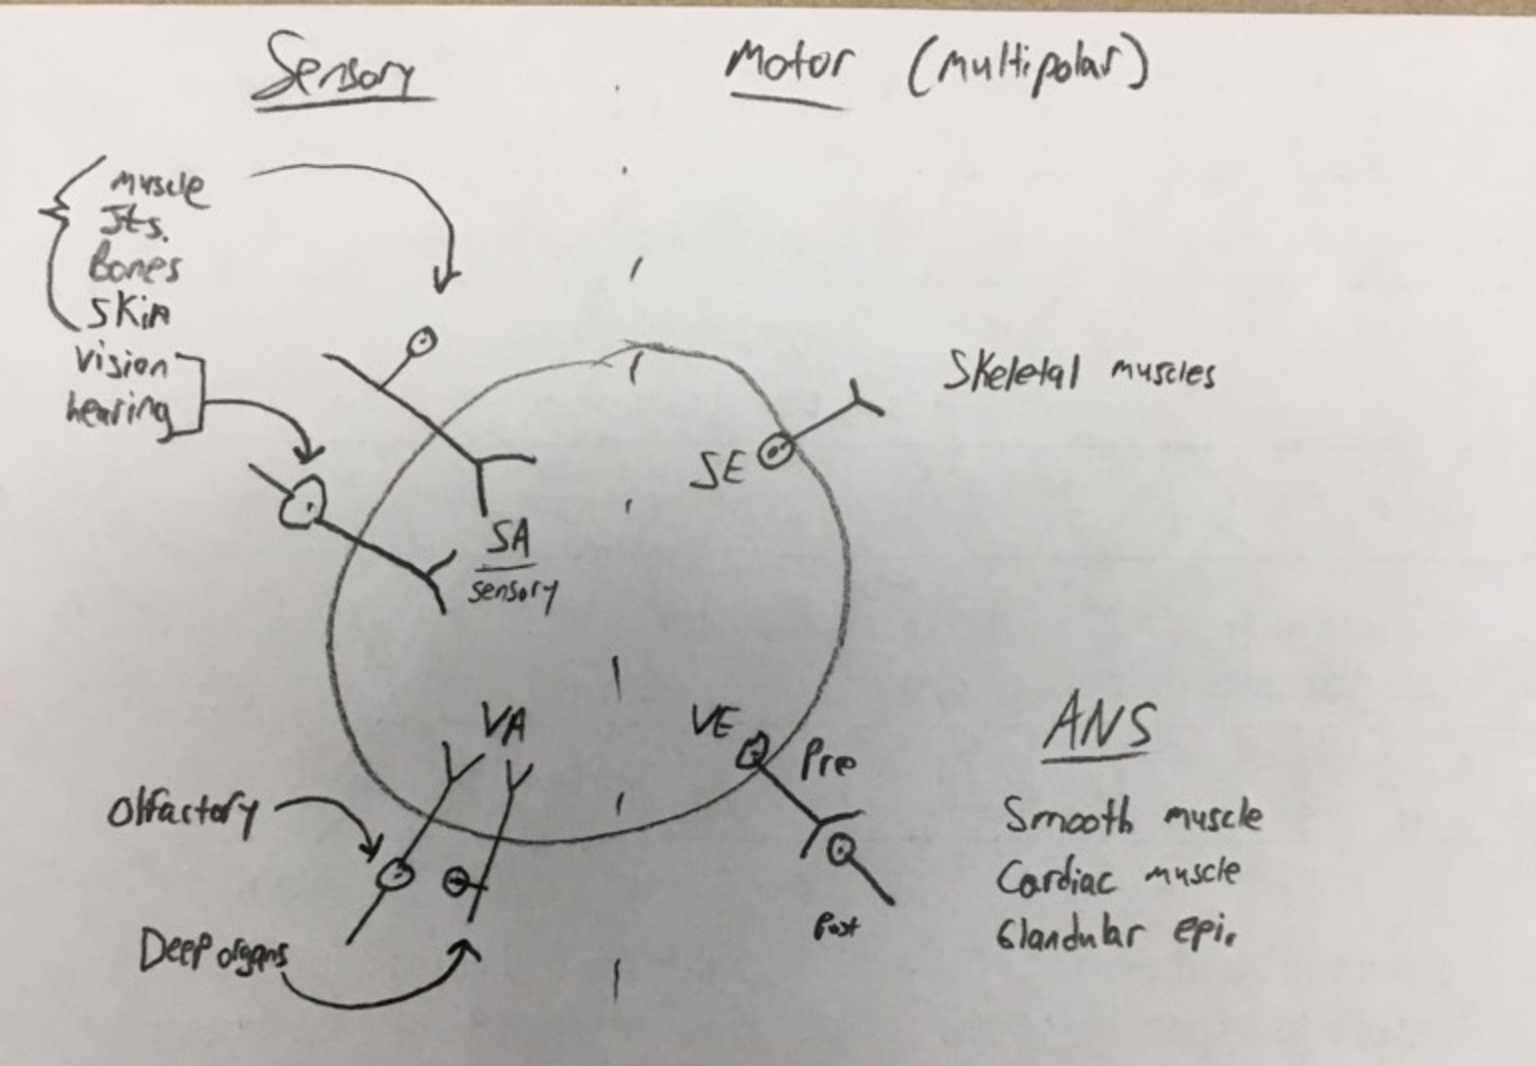 Sensory
Motor (multipolar)
muscle
Jts.
Bones
Skin
Vision
hearing
Skeletal muscles
SE
SA
sensory
VA
VE
Pre
ANS
Olfactory
Smooth muscle
Cardiac muscle
Glandular epi.
Post
Deep organs